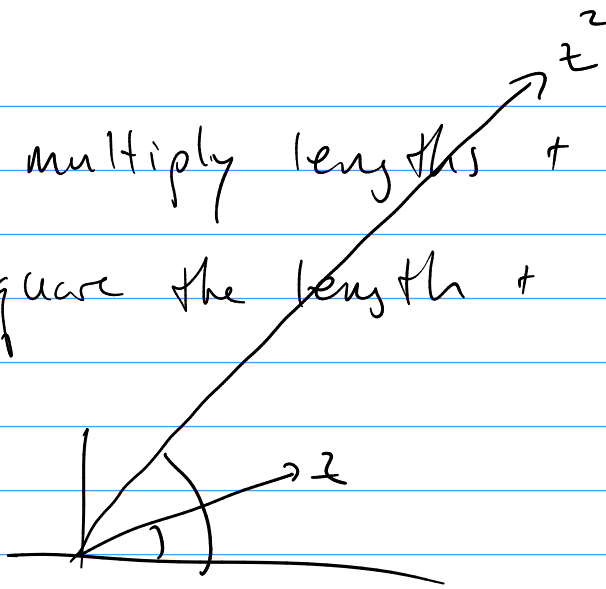 z²
multiply lengths +
quare the length +
z